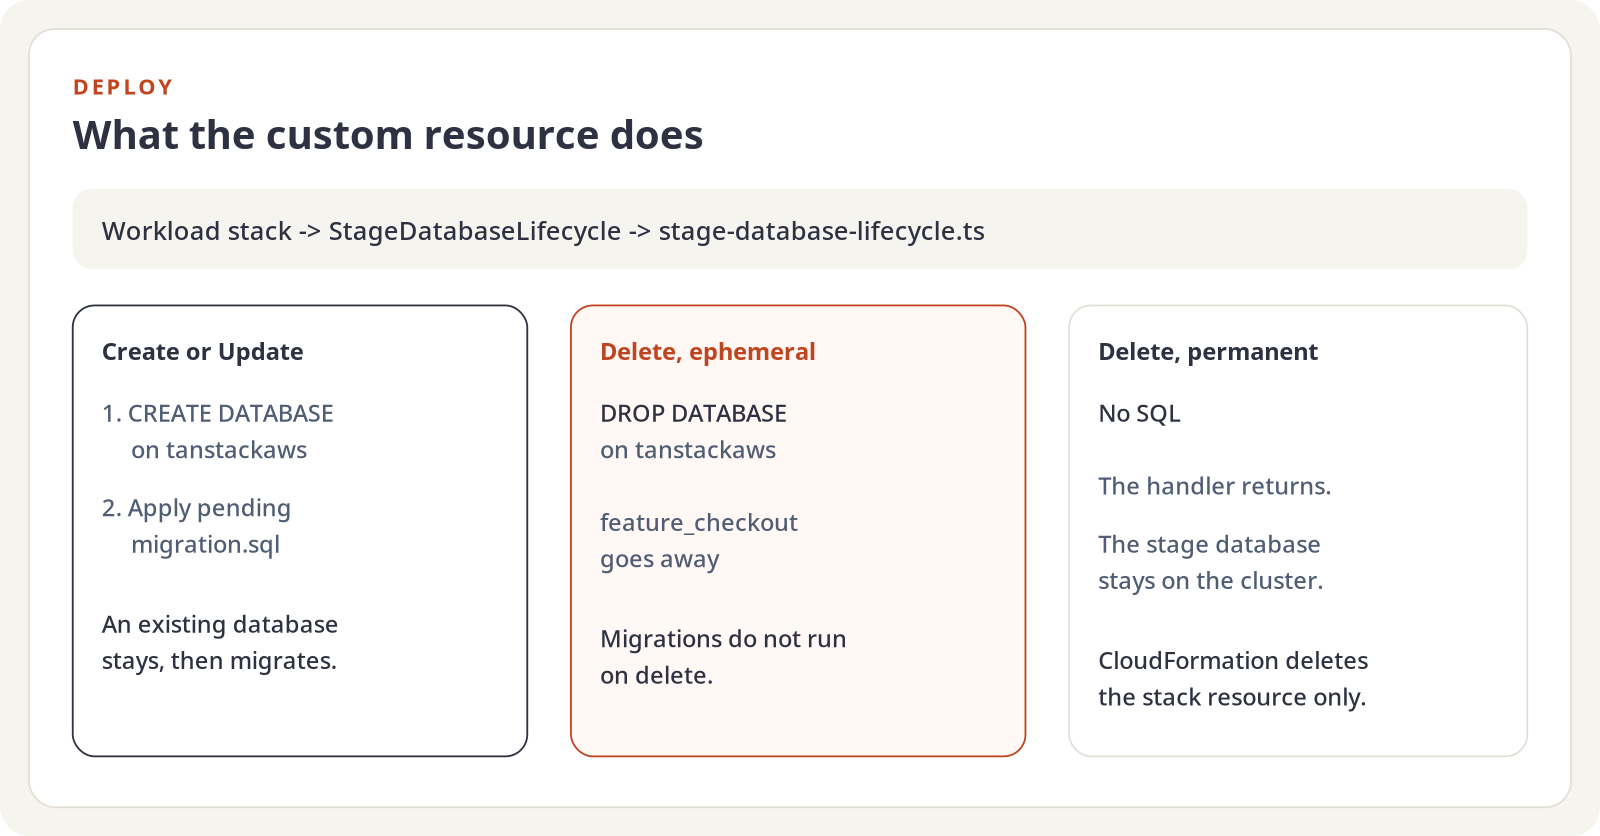 DEPLOY
What the custom resource does
Workload stack -> StageDatabaseLifecycle -> stage-database-lifecycle.ts
Create or Update
1. CREATE DATABASE
on tanstackaws
2. Apply pending
migration.sql
An existing database
stays, then migrates.
Delete, ephemeral
DROP DATABASE
on tanstackaws
feature_checkout
goes away
Migrations do not run
on delete.
Delete, permanent
No SQL
The handler returns.
The stage database
stays on the cluster.
CloudFormation deletes
the stack resource only.